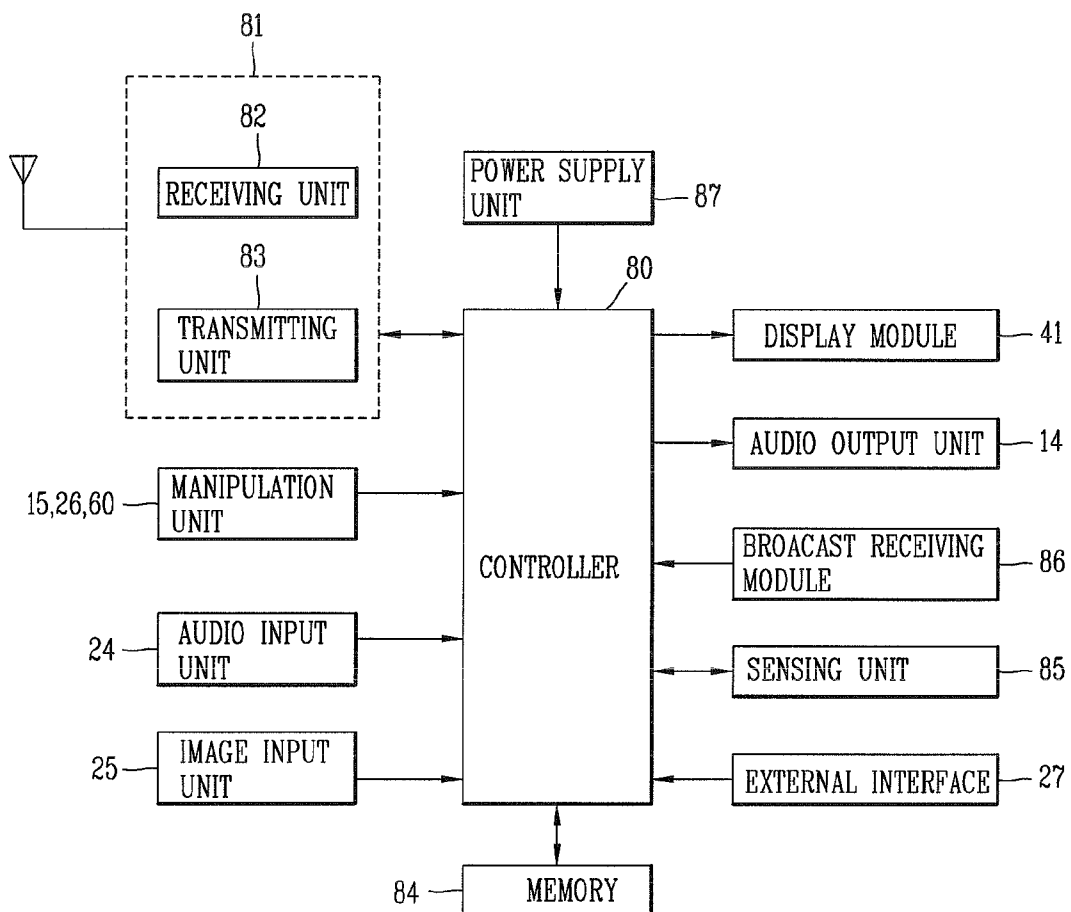 81
82
RECEIVING UNIT
83
TRANSMITTING
UNIT
POWER SUPPLY
UNIT
87
80
CONTROLLER
15,26,60
MANIPULATION
UNIT
24
AUDIO INPUT
UNIT
25
IMAGE INPUT
UNIT
DISPLAY MODULE
41
AUDIO OUTPUT UNIT
14
BROACAST RECEIVING
MODULE
86
SENSING UNIT
85
EXTERNAL INTERFACE
27
84
MEMORY